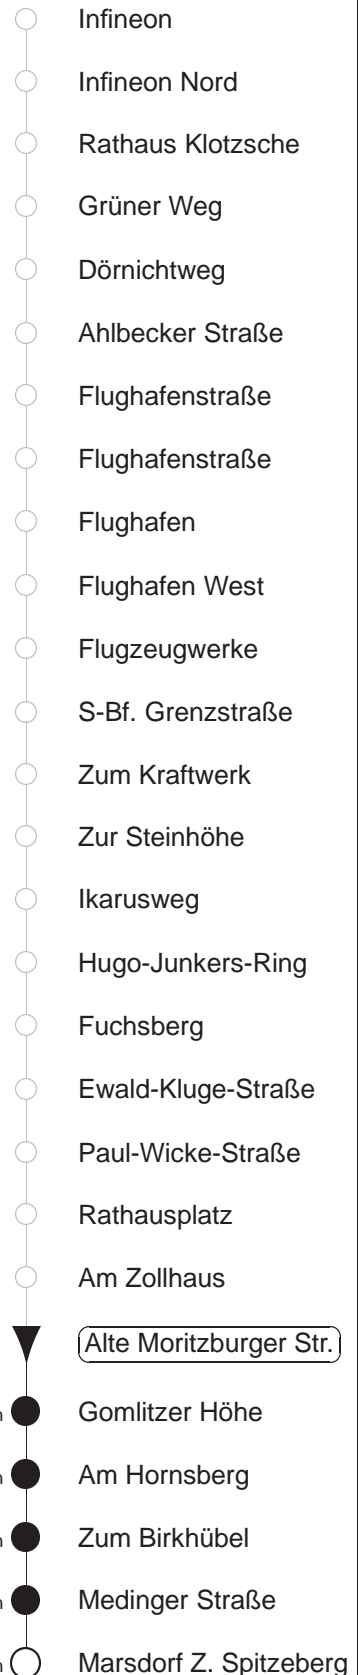 Infineon
Infineon Nord
Rathaus Klotzsche
Grüner Weg
Dörnichtweg
Ahlbecker Straße
Flughafenstraße
Flughafenstraße
Flughafen
Flughafen West
Flugzeugwerke
S-Bf. Grenzstraße
Zum Kraftwerk
Zur Steinhöhe
Ikarusweg
Hugo-Junkers-Ring
Fuchsberg
Ewald-Kluge-Straße
Paul-Wicke-Straße
Rathausplatz
Am Zollhaus
Alte Moritzburger Str.
Gomlitzer Höhe
Am Hornsberg
Zum Birkhübel
Medinger Straße
Marsdorf Z. Spitzeberg